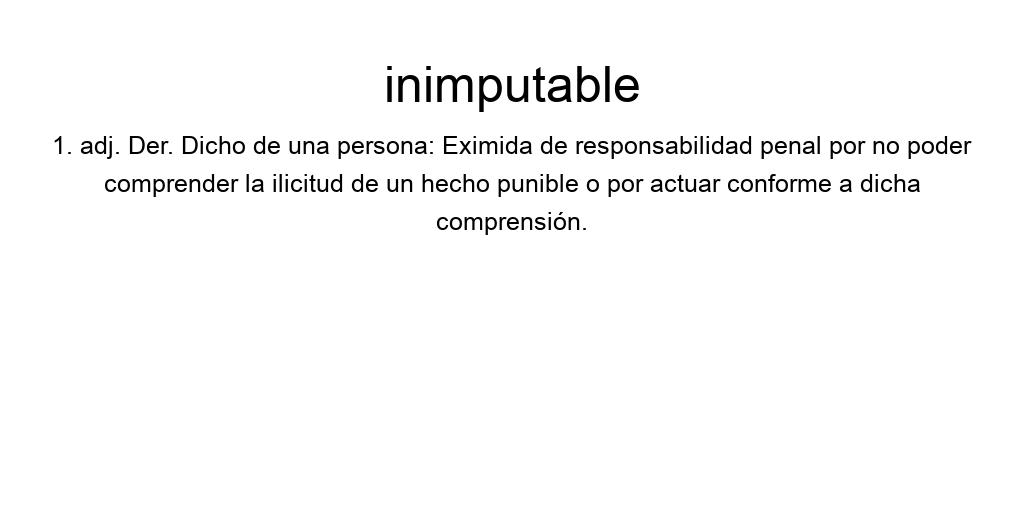 inimputable
1. adj. Der. Dicho de una persona: Eximida de responsabilidad penal por no poder
comprender la ilicitud de un hecho punible o por actuar conforme a dicha
comprensión.